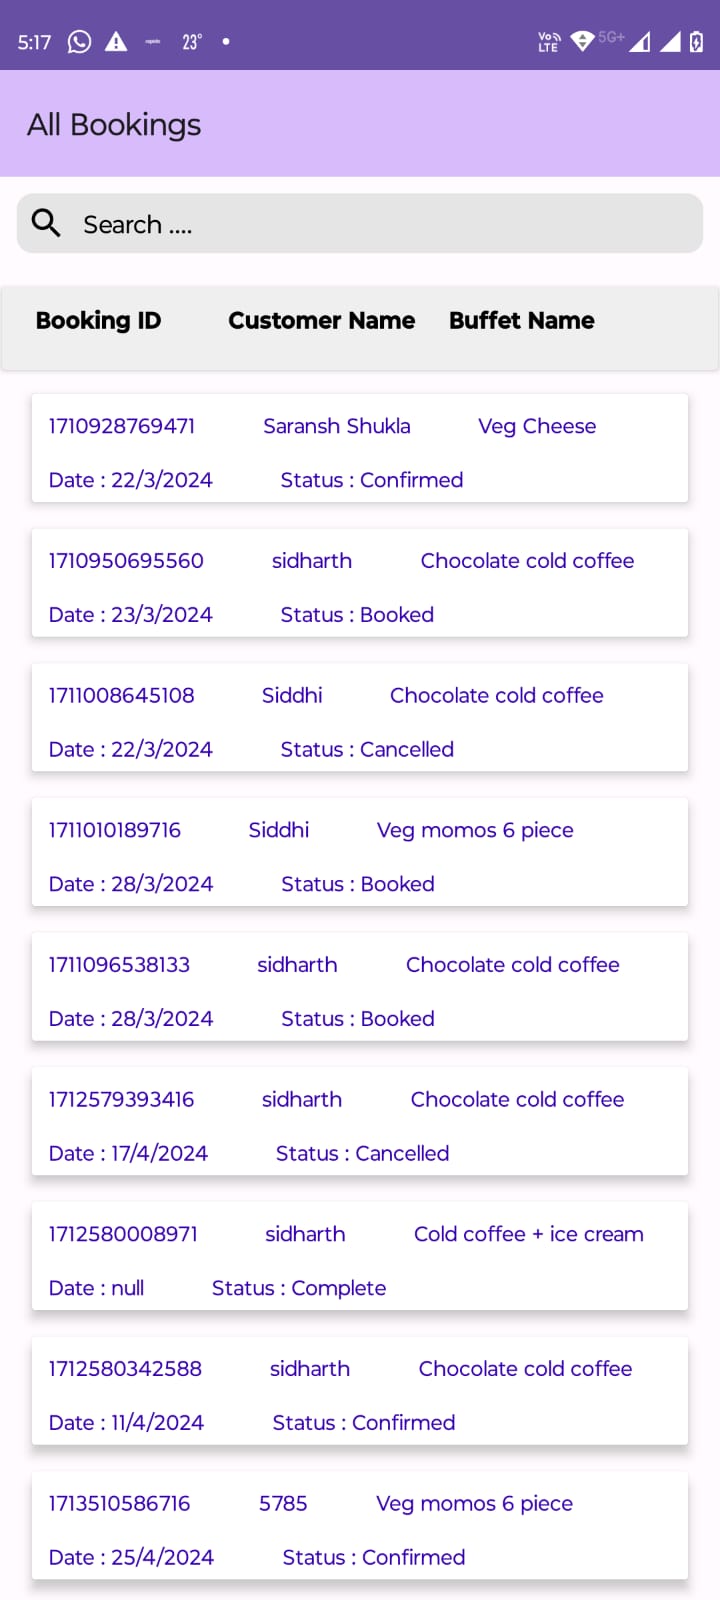 5:17 23° Vo) LTE 5G+
All Bookings
Search ....
Booking ID Customer Name Buffet Name
1710928769471 Saransh Shukla Veg Cheese
Date : 22/3/2024 Status : Confirmed
1710950695560 sidharth Chocolate cold coffee
Date : 23/3/2024 Status : Booked
1711008645108 Siddhi Chocolate cold coffee
Date : 22/3/2024 Status : Cancelled
1711010189716 Siddhi Veg momos 6 piece
Date : 28/3/2024 Status : Booked
1711096538133 sidharth Chocolate cold coffee
Date : 28/3/2024 Status : Booked
1712579393416 sidharth Chocolate cold coffee
Date : 17/4/2024 Status : Cancelled
1712580008971 sidharth Cold coffee + ice cream
Date : null Status : Complete
1712580342588 sidharth Chocolate cold coffee
Date : 11/4/2024 Status : Confirmed
1713510586716 5785 Veg momos 6 piece
Date : 25/4/2024 Status : Confirmed